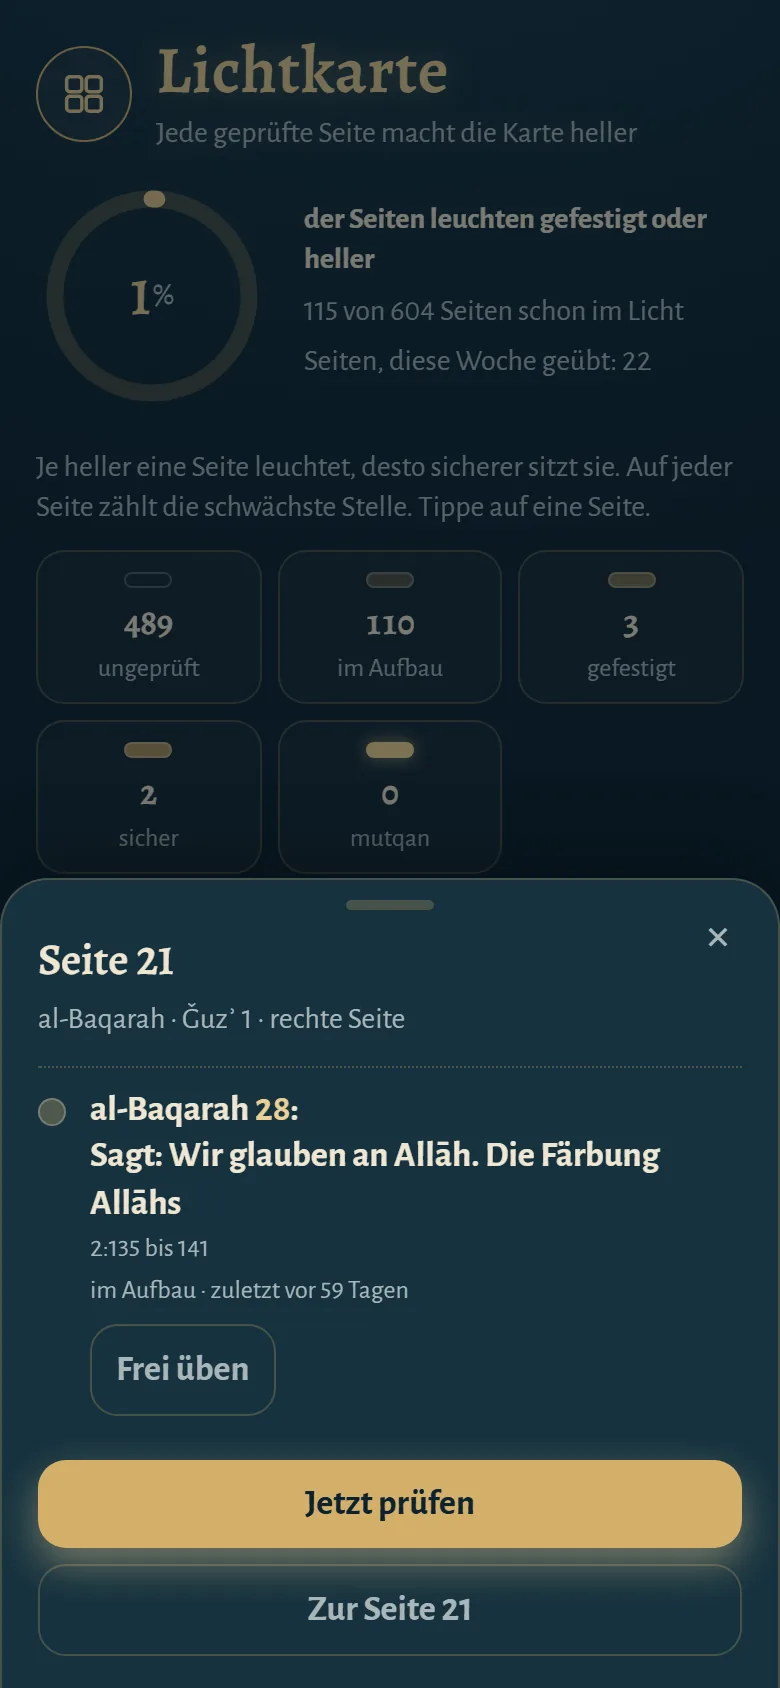 Lichtkarte
Jede geprüfte Seite macht die Karte heller
1%
der Seiten leuchten gefestigt oder
heller
115 von 604 Seiten schon im Licht
Seiten, diese Woche geübt: 22
Je heller eine Seite leuchtet, desto sicherer sitzt sie. Auf jeder
Seite zählt die schwächste Stelle. Tippe auf eine Seite.
489
ungeprüft
110
im Aufbau
3
gefestigt
2
sicher
0
mutqan
Seite 21
al-Baqarah · Ǧuzʾ 1 · rechte Seite
al-Baqarah 28:
Sagt: Wir glauben an Allāh. Die Färbung
Allāhs
2:135 bis 141
im Aufbau · zuletzt vor 59 Tagen
Frei üben
Jetzt prüfen
Zur Seite 21